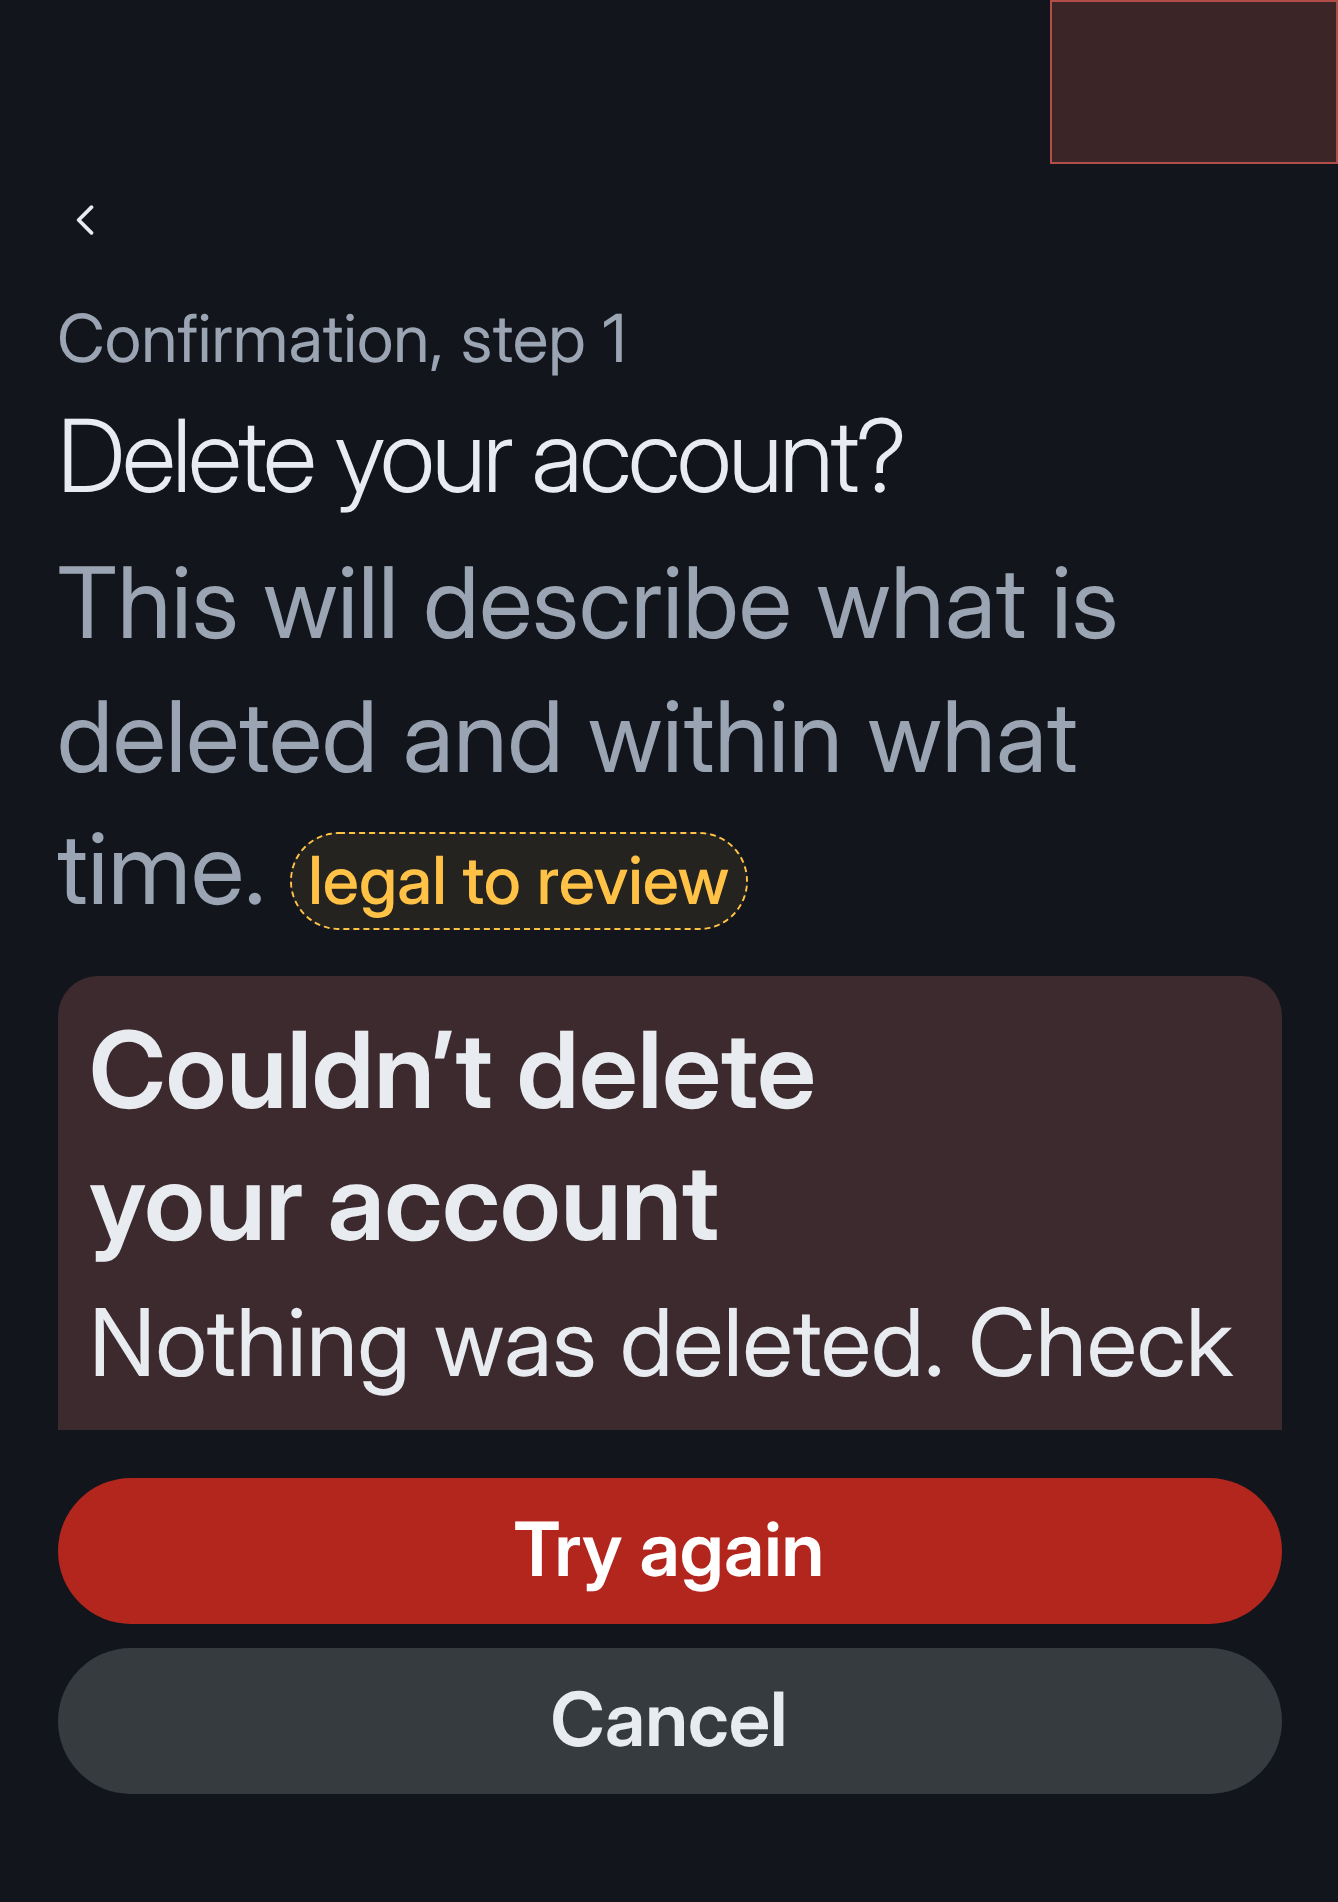 Confirmation, step 1
Delete your account?
This will describe what is
deleted and within what
time. legal to review
Couldn’t delete
your account
Nothing was deleted. Check
Try again
Cancel